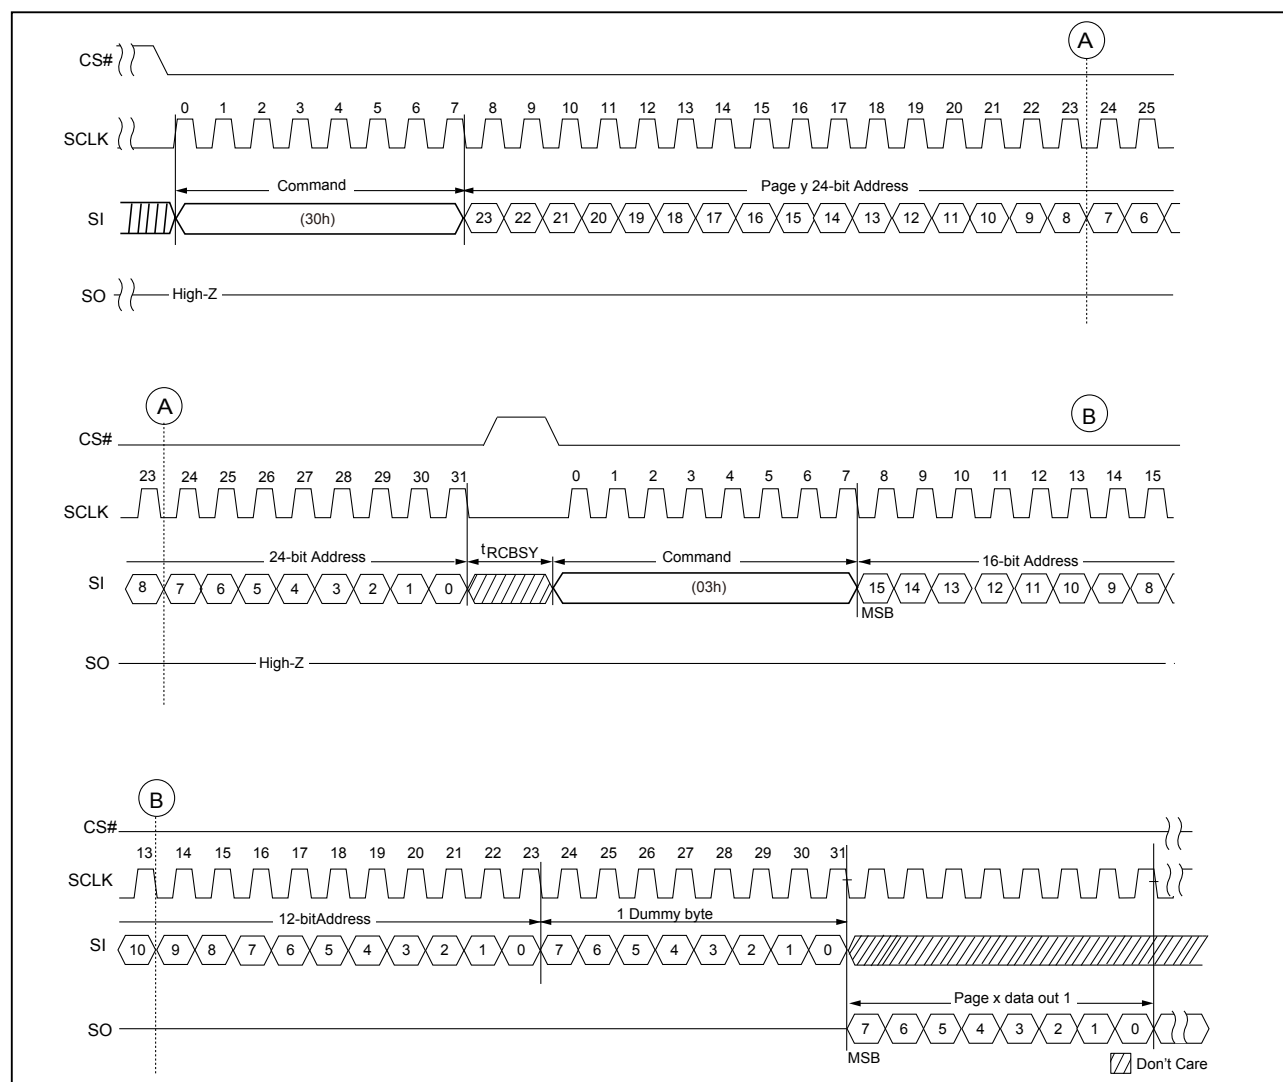 A
CS#
0 1 2 3 4 5 6 7 8 9 10 11 12 13 14 15 16 17 18 19 20 21 22 23 24 25
SCLK
Command Page y 24-bit Address
SI (30h) 23 22 21 20 19 18 17 16 15 14 13 12 11 10 9 8 7 6
SO High-Z
A B
CS#
23 24 25 26 27 28 29 30 31 0 1 2 3 4 5 6 7 8 9 10 11 12 13 14 15
SCLK
24-bit Address tRCBSY Command 16-bit Address
SI 8 7 6 5 4 3 2 1 0 (03h) 15 14 13 12 11 10 9 8
MSB
SO High-Z
B
CS#
13 14 15 16 17 18 19 20 21 22 23 24 25 26 27 28 29 30 31
SCLK
12-bitAddress 1 Dummy byte
SI 10 9 8 7 6 5 4 3 2 1 0 7 6 5 4 3 2 1 0
Page x data out 1
SO 7 6 5 4 3 2 1 0
MSB
Don't Care